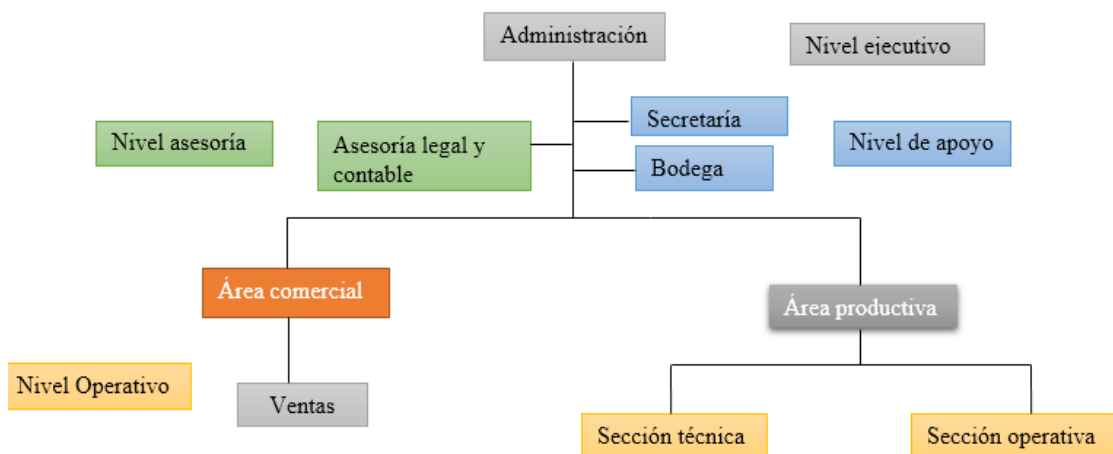 Administración
Nivel ejecutivo
Secretaría
Nivel asesoría
Asesoría legal y
contable
Nivel de apoyo
Bodega
Área comercial
Área productiva
Nivel Operativo
Ventas
Sección técnica
Sección operativa